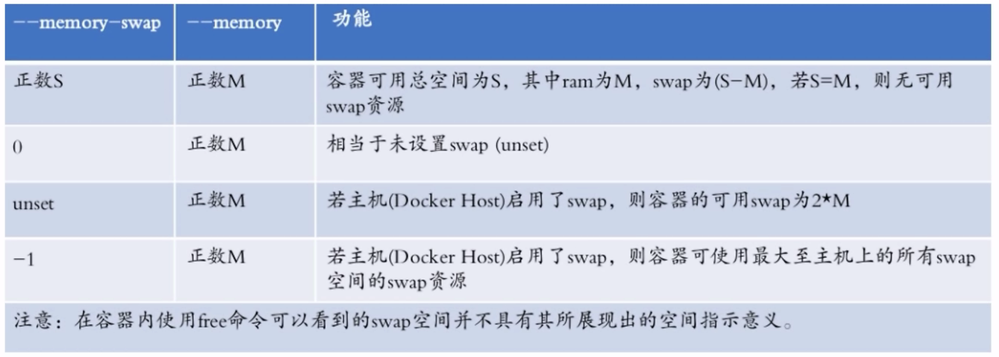 --memory-swap
--memory
功能
正数S
正数M
容器可用总空间为S，其中ram为M，swap为(S-M)，若S=M，则无可用
swap资源
0
正数M
相当于未设置swap (unset)
unset
正数M
若主机(Docker Host)启用了swap，则容器的可用swap为2*M
-1
正数M
若主机(Docker Host)启用了swap，则容器可使用最大至主机上的所有swap
空间的swap资源
注意：在容器内使用free命令可以看到的swap空间并不具有其所展现出的空间指示意义。